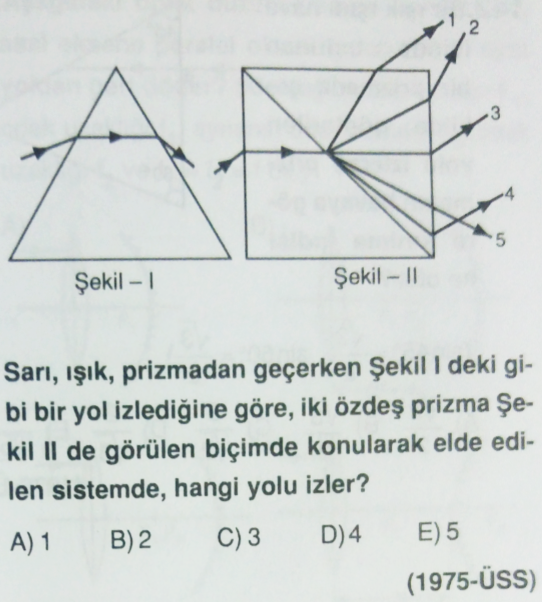 1
2
3
4
5
Şekil – I
Şekil – II
Sarı, ışık, prizmadan geçerken Şekil I deki gi-
bi bir yol izlediğine göre, iki özdeş prizma Şe-
kil II de görülen biçimde konularak elde edi-
len sistemde, hangi yolu izler?
A) 1 B) 2 C) 3 D) 4 E) 5
(1975-ÜSS)